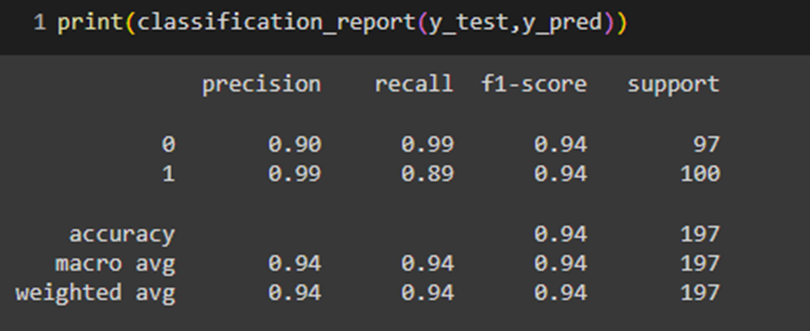 1 print(classification_report(y_test,y_pred))
precision recall f1-score support
0 0.90 0.99 0.94 97
1 0.99 0.89 0.94 100
accuracy 0.94 197
macro avg 0.94 0.94 0.94 197
weighted avg 0.94 0.94 0.94 197